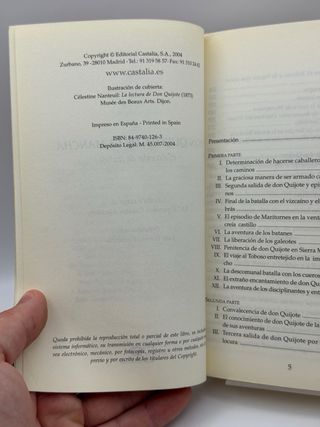 Copyright © Editorial Castalia, S.A., 2004
Zurbano, 39 - 28010 Madrid - Tel.: 91 319 58 57 - Fax: 91 310 24 42
www.castalia.es
Ilustración de cubierta:
Célestine Nanteuil: La lectura de Don Quijote (1873)
Musée des Beaux Arts. Dijon.
Impreso en España - Printed in Spain
ISBN: 84-9740-126-3
Depósito Legal: M. 45.007-2004
Queda prohibida la reproducción total o parcial de este libro, su inclusión
sistema informático, su transmisión en cualquier forma o por cualquier
sea electrónico, mecánico, por fotocopia, registro u otros métodos, sin
previo y por escrito de los titulares del Copyright.
Presentación
PRIMERA PARTE
I. Determinación de hacerse caballero
los caminos
II. La graciosa manera de ser armado
III. Segunda salida de don Quijote y
nos
IV. Final de la batalla con el vizcaíno y el
brás
V. El episodio de Maritornes en la vent
creía castillo
VI. La aventura de los batanes
VII. La liberación de los galeotes
VIII. Penitencia de don Quijote en Sierra M
IX. El viaje al Toboso entretejido en la
cho
X. La descomunal batalla con los cueros
XI. El extraño encantamiento de don Qui
XII. La aventura de los disciplinantes y
SEGUNDA PARTE
I. Convalecencia de don Quijote
II. El conocimiento de don Quijote de la
de sus aventuras
III. Tercera salida de don Quijote por
locura
5